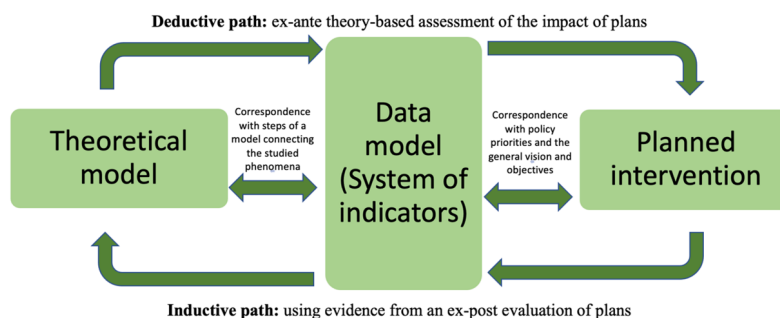 Deductive path: ex-ante theory-based assessment of the impact of plans
Theoretical
model
Correspondence
with steps of a
model connecting
the studied
phenomena
Data
model
(System of
indicators)
Correspondence
with policy
priorities and the
general vision and
objectives
Planned
intervention
Inductive path: using evidence from an ex-post evaluation of plans